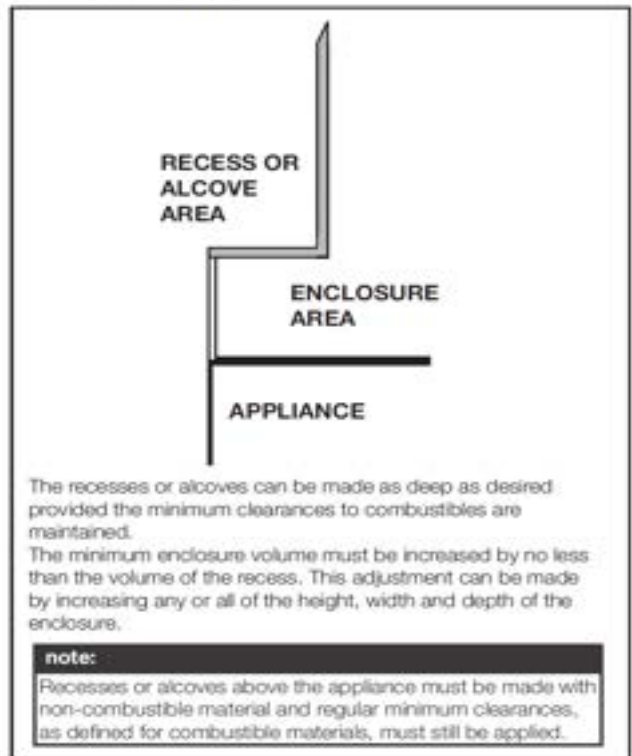 RECESS OR
ALCOVE
AREA
ENCLOSURE
AREA
APPLIANCE
The recesses or alcoves can be made as deep as desired
provided the minimum clearances to combustibles are
maintained.
The minimum enclosure volume must be increased by no less
than the volume of the recess. This adjustment can be made
by increasing any or all of the height, width and depth of the
enclosure.
note:
Recesses or alcoves above the appliance must be made with
non-combustible material and regular minimum clearances,
as defined for combustible materials, must still be applied.